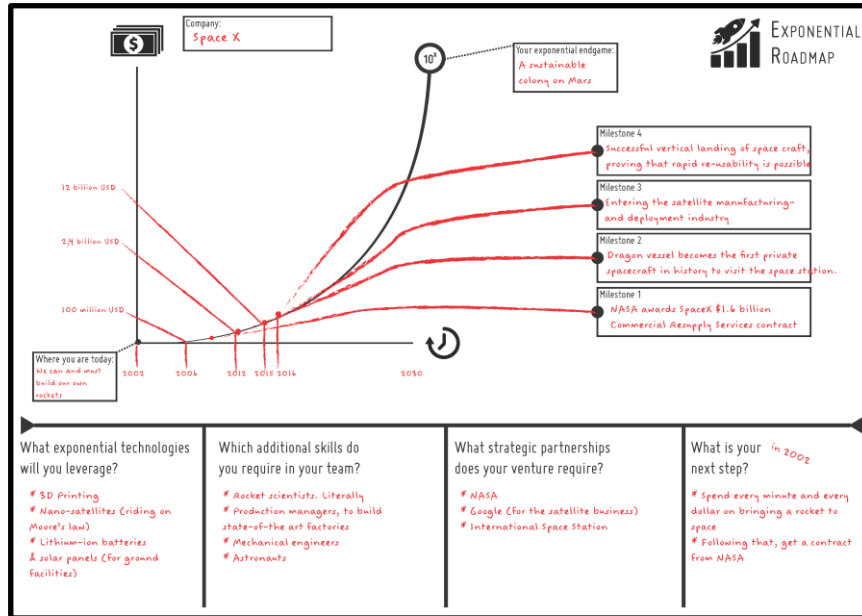 Company:
Space X
EXPONENTIAL
ROADMAP
$
10ˣ
Your exponential endgame:
A sustainable
colony on Mars
Milestone 4
Successful vertical landing of space craft,
proving that rapid re-usability is possible
Milestone 3
Entering the satellite manufacturing-
and deployment industry
Milestone 2
Dragon vessel becomes the first private
spacecraft in history to visit the space station.
Milestone 1
NASA awards SpaceX $1.6 billion
Commercial Resupply Services contract
12 billion USD
2,4 billion USD
100 million USD
Where you are today:
We can and must
build our own
rockets
2002
2006
2012
2015
2016
2030
What exponential technologies
will you leverage?
* 3D Printing
* Nano-satellites (riding on
Moore's law)
* Lithium-ion batteries
& solar panels (for ground
facilities)
Which additional skills do
you require in your team?
* Rocket scientists. Literally
* Production managers, to build
state-of-the art factories
* Mechanical engineers
* Astronauts
What strategic partnerships
does your venture require?
* NASA
* Google (for the satellite business)
* International Space Station
What is your
next step?
in 2002
* Spend every minute and every
dollar on bringing a rocket to
space
* Following that, get a contract
from NASA